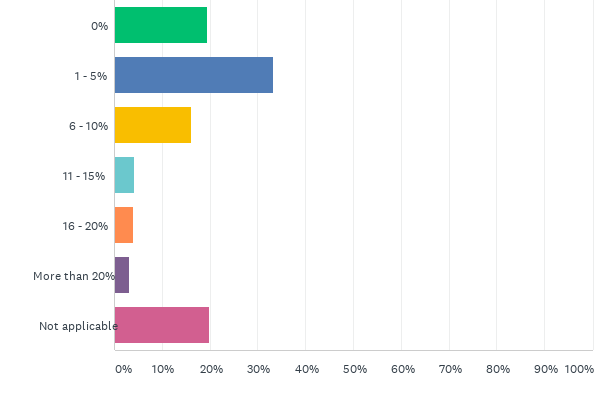 0%
1 - 5%
6 - 10%
11 - 15%
16 - 20%
More than 20%
Not applicable
0% 10% 20% 30% 40% 50% 60% 70% 80% 90% 100%